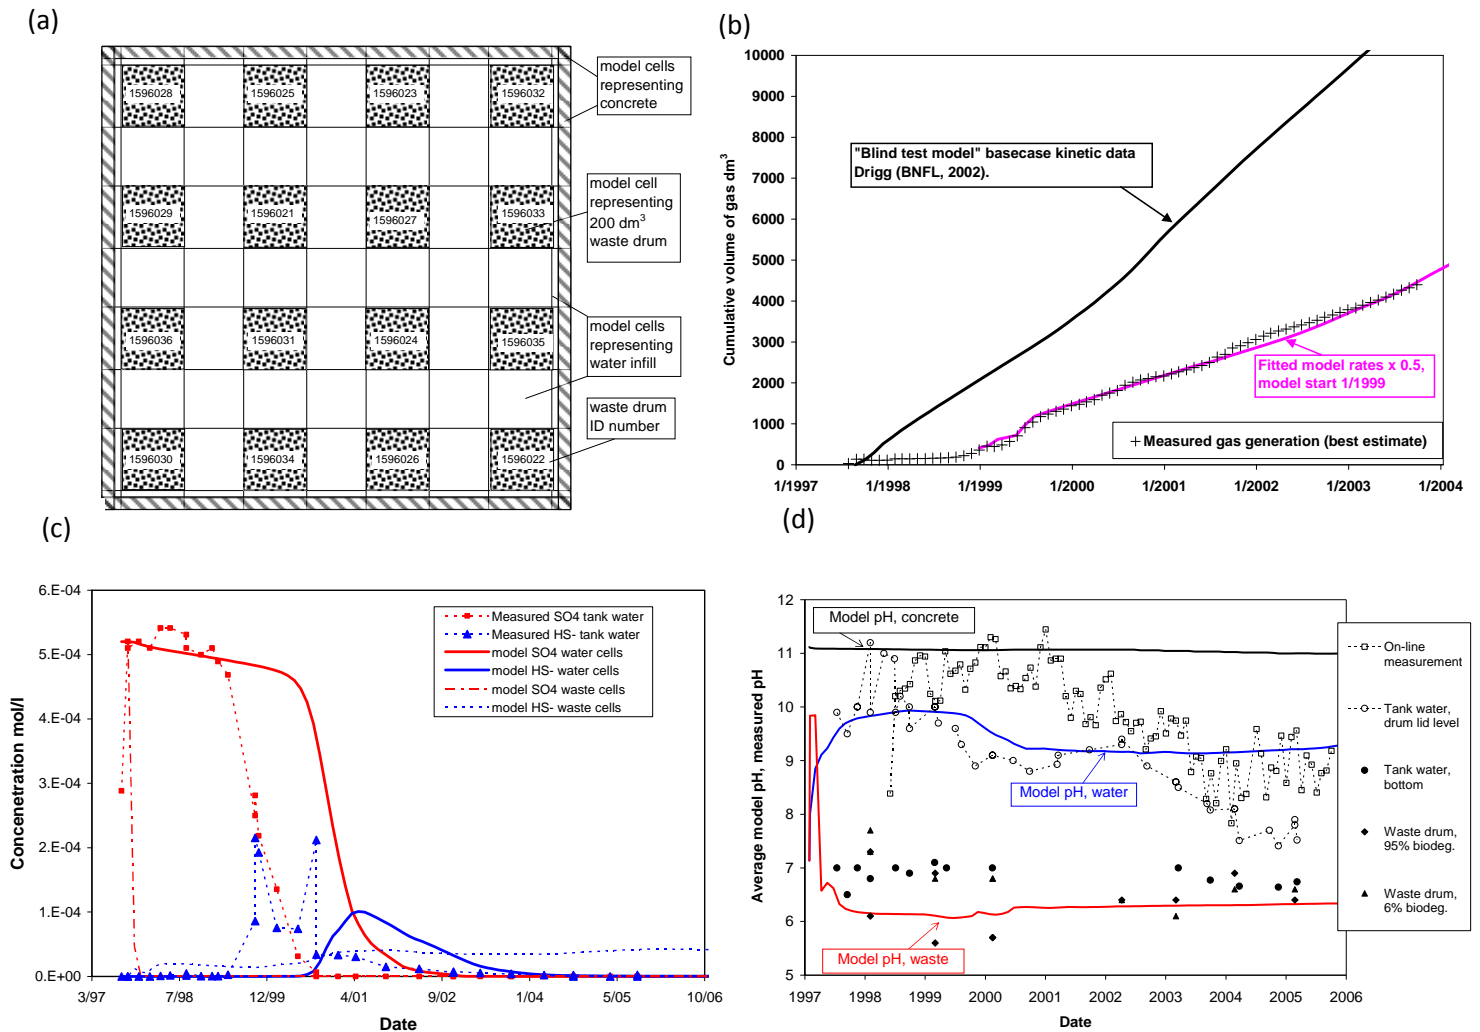 (a)
1596028
1596025
1596023
1596032
1596029
1596021
1596027
1596033
1596036
1596031
1596024
1596035
1596030
1596034
1596026
1596022
model cells
representing
concrete
model cell
representing
200 dm3
waste drum
model cells
representing
water infill
waste drum
ID number
(b)
Cumulative volume of gas dm3
10000
9000
8000
7000
6000
5000
4000
3000
2000
1000
0
1/1997
1/1998
1/1999
1/2000
1/2001
1/2002
1/2003
1/2004
"Blind test model" basecase kinetic data
Drigg (BNFL, 2002).
Fitted model rates x 0.5,
model start 1/1999
Measured gas generation (best estimate)
(c)
Concenetration mol/l
6.E-04
5.E-04
4.E-04
3.E-04
2.E-04
1.E-04
0.E+00
3/97
7/98
12/99
4/01
9/02
1/04
5/05
10/06
Date
Measured SO4 tank water
Measured HS- tank water
model SO4 water cells
model HS- water cells
model SO4 waste cells
model HS- waste cells
(d)
Average model pH, measured pH
12
11
10
9
8
7
6
5
1997
1998
1999
2000
2001
2002
2003
2004
2005
2006
Date
Model pH, concrete
Model pH, water
Model pH, waste
On-line
measurement
Tank water,
drum lid level
Tank water,
bottom
Waste drum,
95% biodeg.
Waste drum,
6% biodeg.